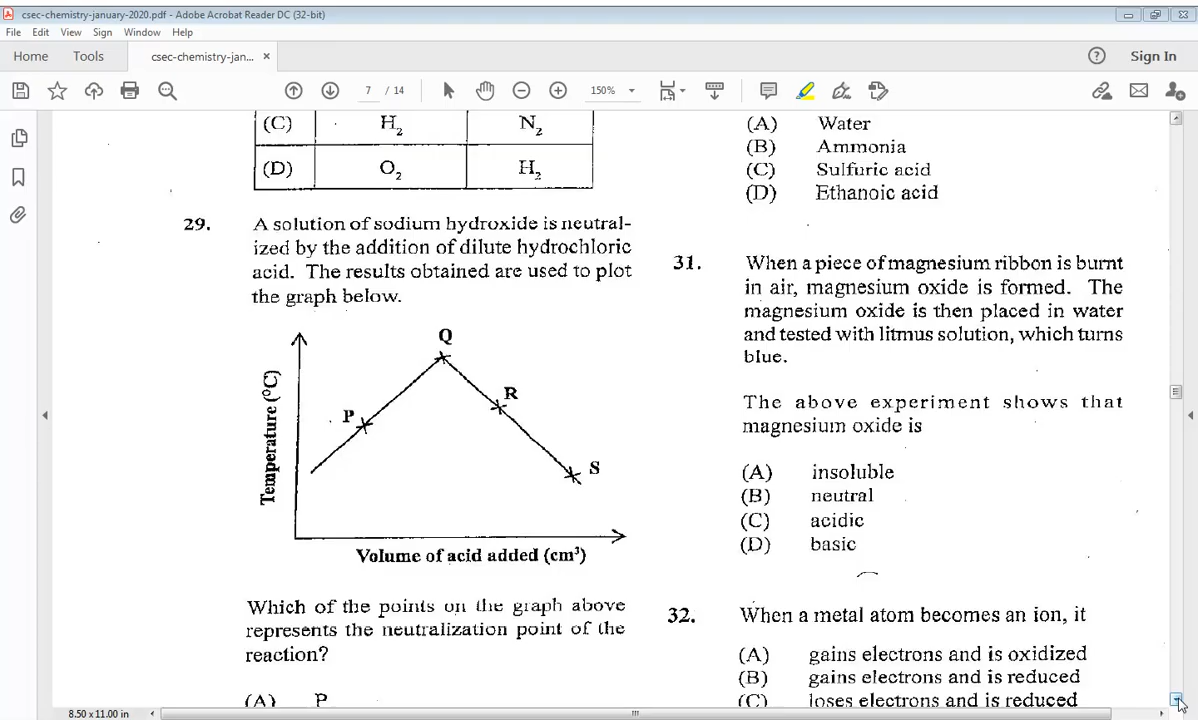 csec-chemistry-january-2020.pdf - Adobe Acrobat Reader DC (32-bit)
File Edit View Sign Window Help
Home Tools csec-chemistry-jan... × Sign In
7 / 14 150%
(C) H₂ N₂
(D) O₂ H₂
29. A solution of sodium hydroxide is neutral-
ized by the addition of dilute hydrochloric
acid. The results obtained are used to plot
the graph below.
Q
R
P
S
Temperature (°C)
Volume of acid added (cm³)
Which of the points on the graph above
represents the neutralization point of the
reaction?
(A) P
(A) Water
(B) Ammonia
(C) Sulfuric acid
(D) Ethanoic acid
31. When a piece of magnesium ribbon is burnt
in air, magnesium oxide is formed. The
magnesium oxide is then placed in water
and tested with litmus solution, which turns
blue.
The above experiment shows that
magnesium oxide is
(A) insoluble
(B) neutral
(C) acidic
(D) basic
32. When a metal atom becomes an ion, it
(A) gains electrons and is oxidized
(B) gains electrons and is reduced
(C) loses electrons and is reduced
8.50 x 11.00 in